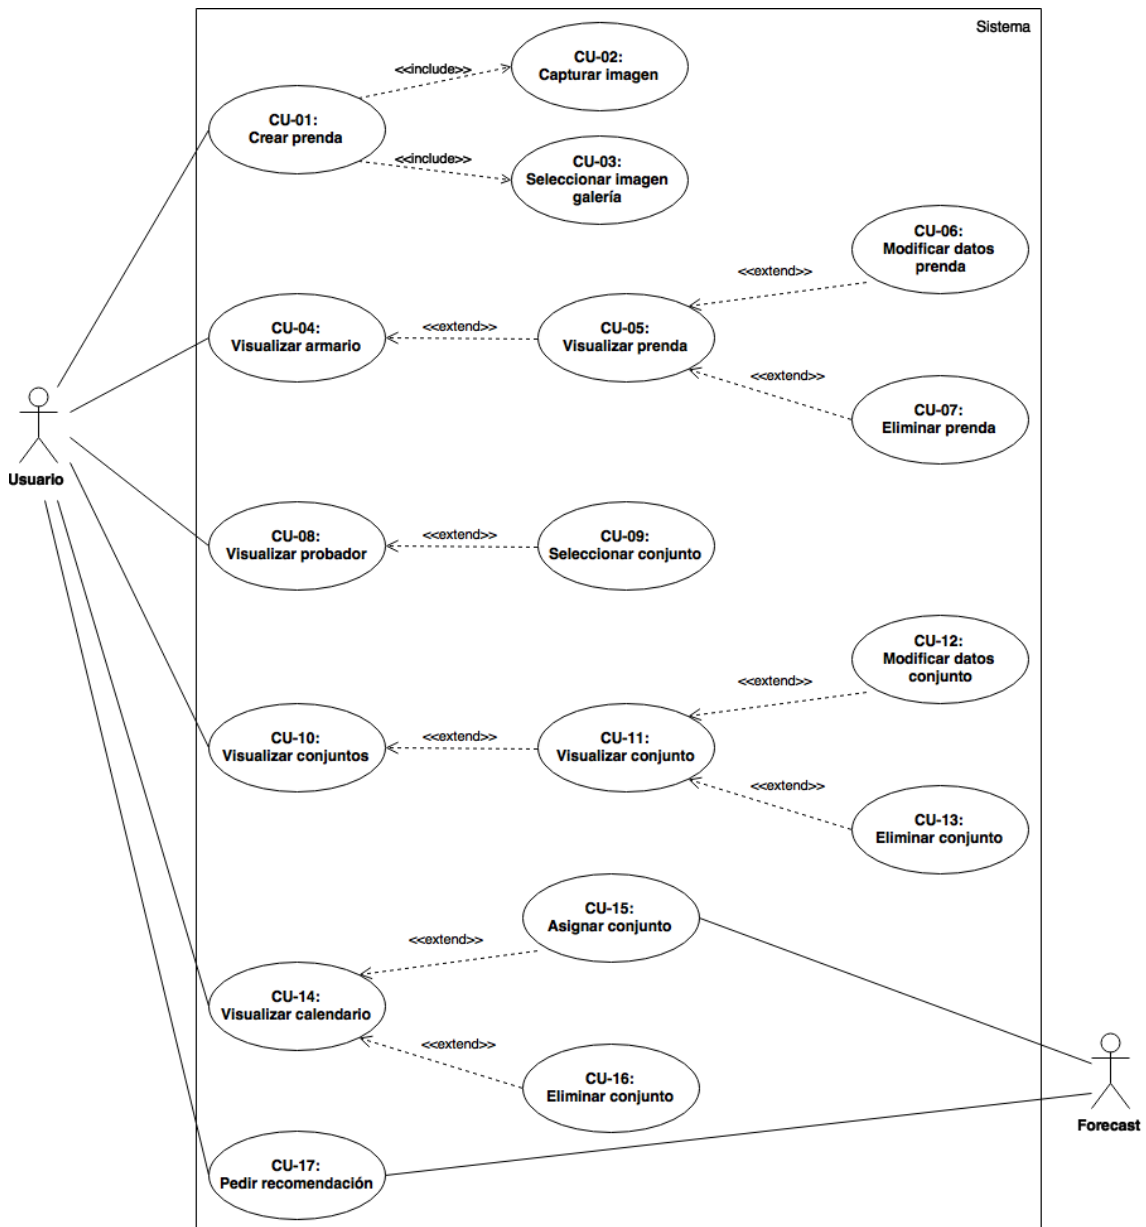 Sistema
CU-02:
Capturar imagen
<<include>>
CU-01:
Crear prenda
<<include>>
CU-03:
Seleccionar imagen
galería
CU-06:
Modificar datos
prenda
<<extend>>
CU-04:
Visualizar armario
<<extend>>
CU-05:
Visualizar prenda
<<extend>>
CU-07:
Eliminar prenda
Usuario
CU-08:
Visualizar probador
<<extend>>
CU-09:
Seleccionar conjunto
CU-12:
Modificar datos
conjunto
<<extend>>
CU-10:
Visualizar conjuntos
<<extend>>
CU-11:
Visualizar conjunto
<<extend>>
CU-13:
Eliminar conjunto
CU-15:
Asignar conjunto
<<extend>>
CU-14:
Visualizar calendario
<<extend>>
CU-16:
Eliminar conjunto
Forecast
CU-17:
Pedir recomendación